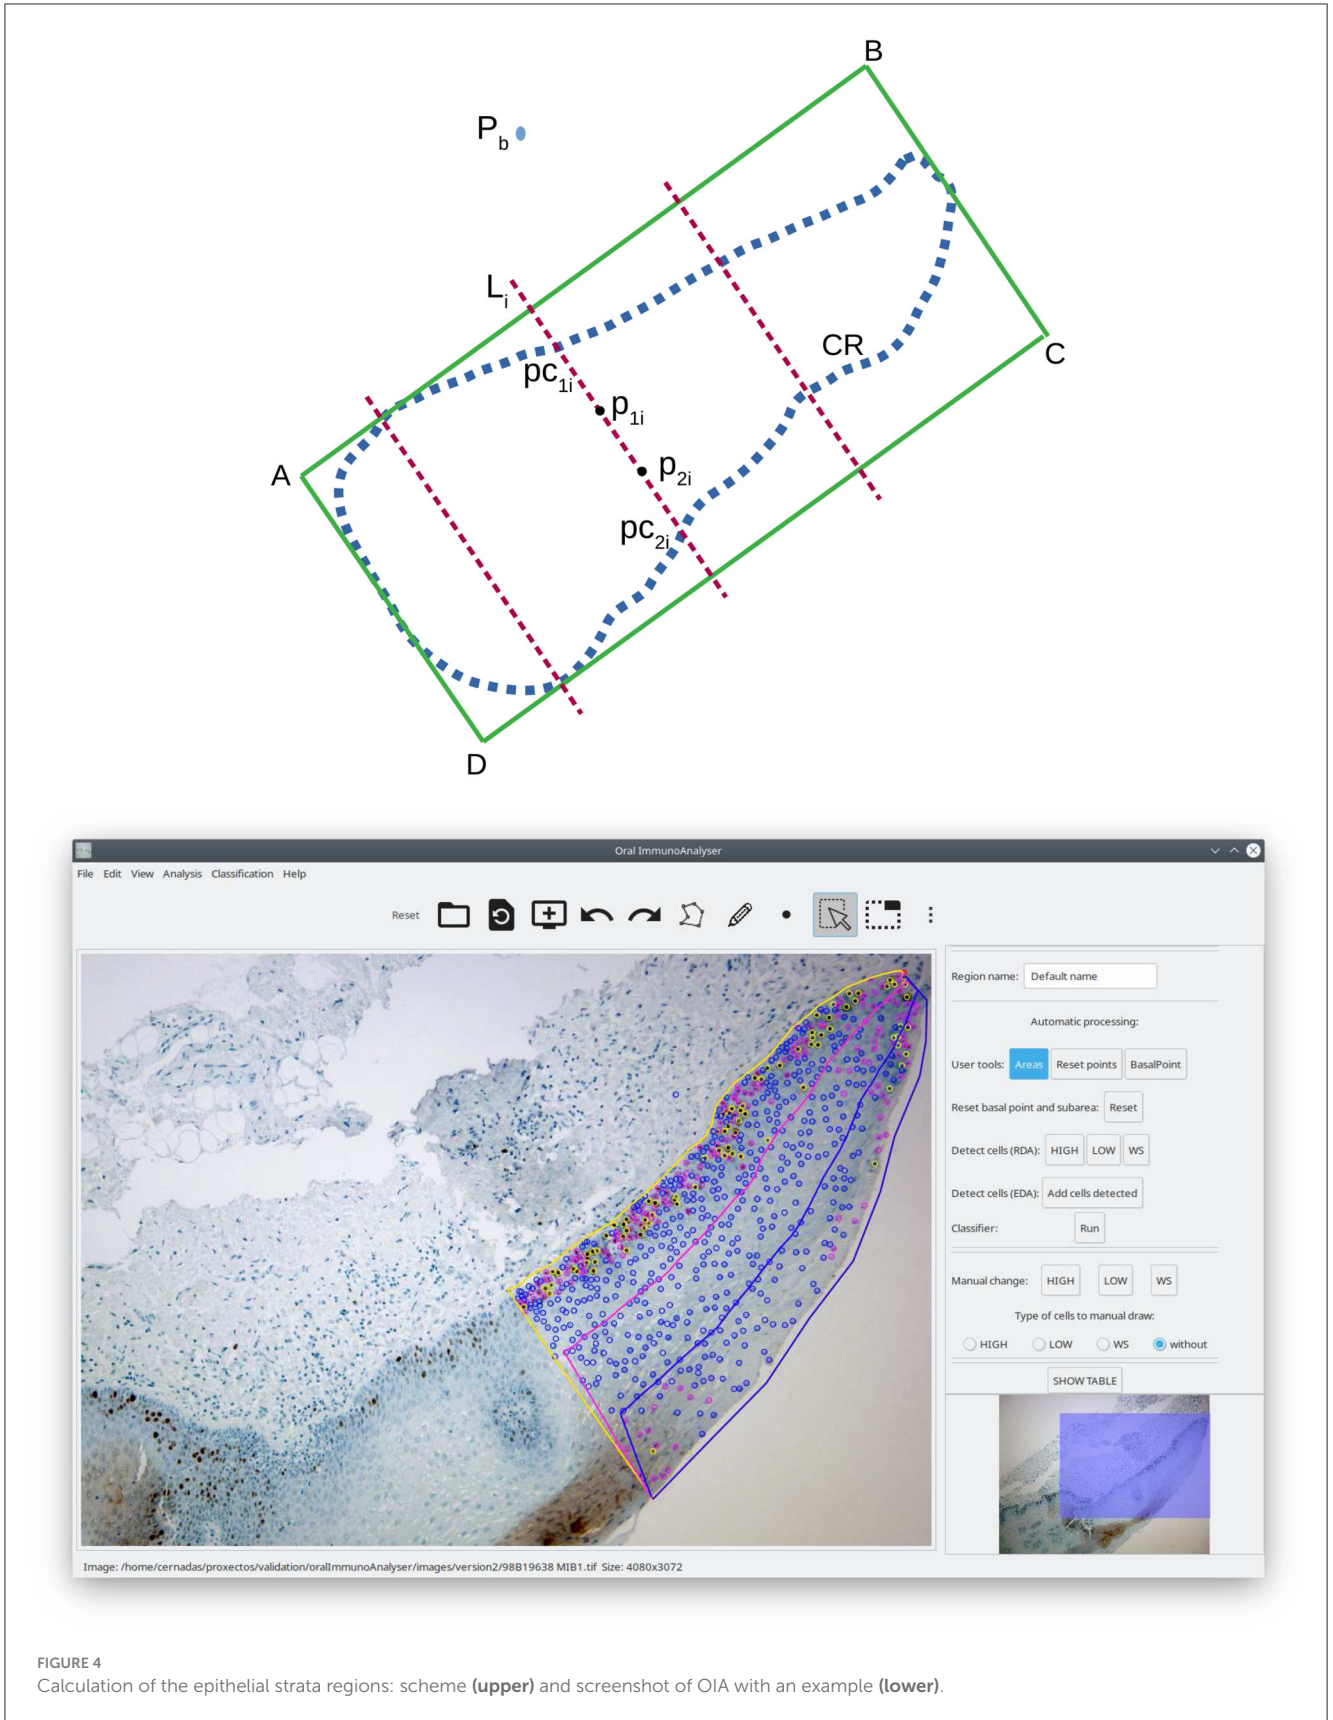 B
P_b
L_i
CR
C
pc_1i
p_1i
A
p_2i
pc_2i
D
Oral ImmunoAnalyser
File Edit View Analysis Classification Help
Reset
Region name: Default name
Automatic processing:
User tools: Areas Reset points BasalPoint
Reset basal point and subarea: Reset
Detect cells (RDA): HIGH LOW WS
Detect cells (EDA): Add cells detected
Classifier: Run
Manual change: HIGH LOW WS
Type of cells to manual draw:
HIGH LOW WS without
SHOW TABLE
Image: /home/cernadas/proxectos/validation/oralImmunoAnalyser/images/version2/98B19638 MIB1.tif Size: 4080x3072
FIGURE 4
Calculation of the epithelial strata regions: scheme (upper) and screenshot of OIA with an example (lower).